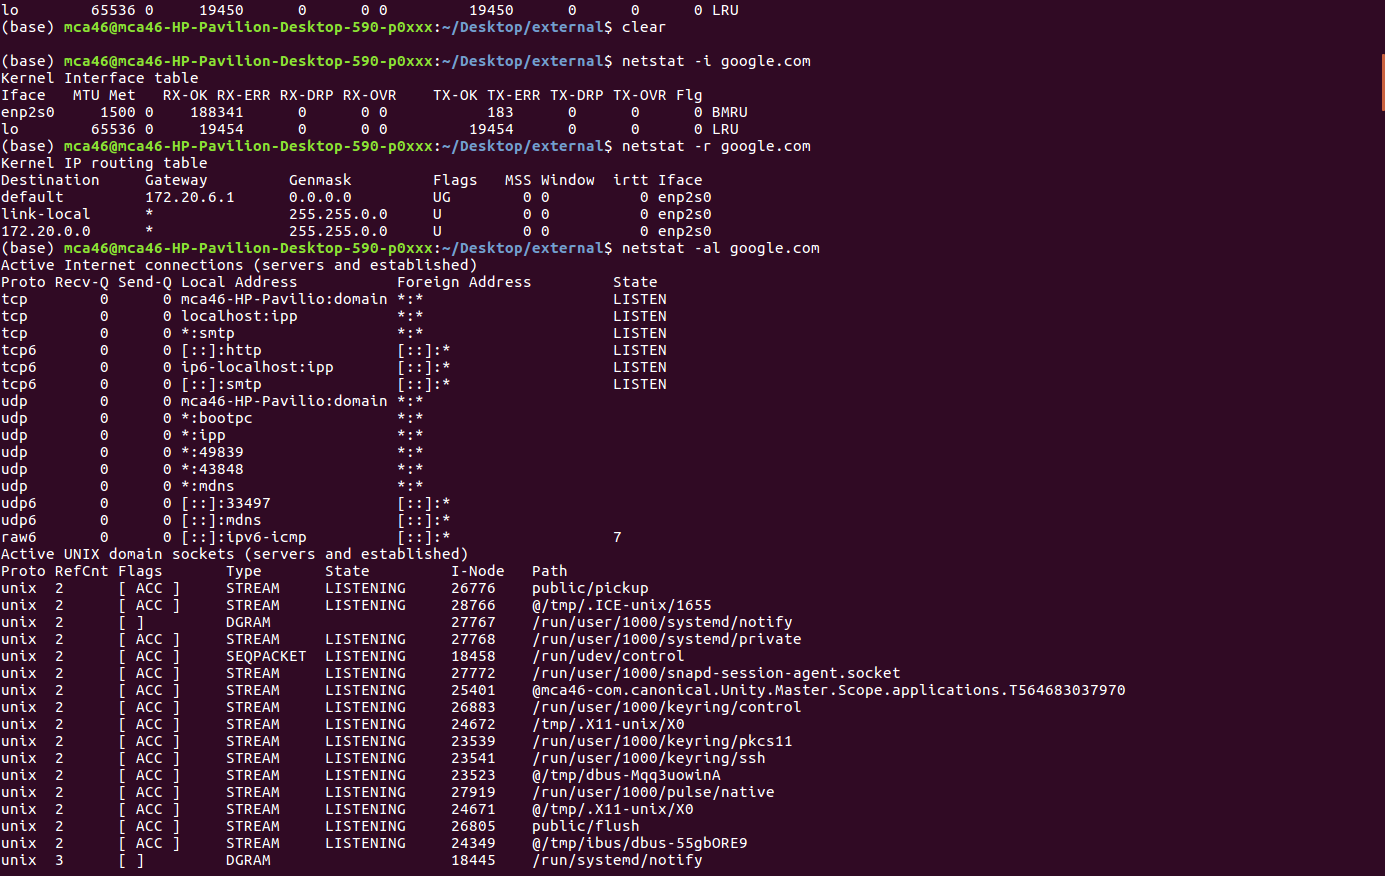 lo 65536 0 19450 0 0 0 19450 0 0 0 LRU
(base) mca46@mca46-HP-Pavilion-Desktop-590-p0xxx:~/Desktop/external$ clear
(base) mca46@mca46-HP-Pavilion-Desktop-590-p0xxx:~/Desktop/external$ netstat -i google.com
Kernel Interface table
Iface MTU Met RX-OK RX-ERR RX-DRP RX-OVR TX-OK TX-ERR TX-DRP TX-OVR Flg
enp2s0 1500 0 188341 0 0 0 183 0 0 0 BMRU
lo 65536 0 19454 0 0 0 19454 0 0 0 LRU
(base) mca46@mca46-HP-Pavilion-Desktop-590-p0xxx:~/Desktop/external$ netstat -r google.com
Kernel IP routing table
Destination Gateway Genmask Flags MSS Window irtt Iface
default 172.20.6.1 0.0.0.0 UG 0 0 0 enp2s0
link-local * 255.255.0.0 U 0 0 0 enp2s0
172.20.0.0 * 255.255.0.0 U 0 0 0 enp2s0
(base) mca46@mca46-HP-Pavilion-Desktop-590-p0xxx:~/Desktop/external$ netstat -al google.com
Active Internet connections (servers and established)
Proto Recv-Q Send-Q Local Address Foreign Address State
tcp 0 0 mca46-HP-Pavilio:domain *:* LISTEN
tcp 0 0 localhost:ipp *:* LISTEN
tcp 0 0 *:smtp *:* LISTEN
tcp6 0 0 [::]:http [::]:* LISTEN
tcp6 0 0 ip6-localhost:ipp [::]:* LISTEN
tcp6 0 0 [::]:smtp [::]:* LISTEN
udp 0 0 mca46-HP-Pavilio:domain *:*
udp 0 0 *:bootpc *:*
udp 0 0 *:ipp *:*
udp 0 0 *:49839 *:*
udp 0 0 *:43848 *:*
udp 0 0 *:mdns *:*
udp6 0 0 [::]:33497 [::]:*
udp6 0 0 [::]:mdns [::]:*
raw6 0 0 [::]:ipv6-icmp [::]:* 7
Active UNIX domain sockets (servers and established)
Proto RefCnt Flags Type State I-Node Path
unix 2 [ ACC ] STREAM LISTENING 26776 public/pickup
unix 2 [ ACC ] STREAM LISTENING 28766 @/tmp/.ICE-unix/1655
unix 2 [ ] DGRAM 27767 /run/user/1000/systemd/notify
unix 2 [ ACC ] STREAM LISTENING 27768 /run/user/1000/systemd/private
unix 2 [ ACC ] SEQPACKET LISTENING 18458 /run/udev/control
unix 2 [ ACC ] STREAM LISTENING 27772 /run/user/1000/snapd-session-agent.socket
unix 2 [ ACC ] STREAM LISTENING 25401 @mca46-com.canonical.Unity.Master.Scope.applications.T564683037970
unix 2 [ ACC ] STREAM LISTENING 26883 /run/user/1000/keyring/control
unix 2 [ ACC ] STREAM LISTENING 24672 /tmp/.X11-unix/X0
unix 2 [ ACC ] STREAM LISTENING 23539 /run/user/1000/keyring/pkcs11
unix 2 [ ACC ] STREAM LISTENING 23541 /run/user/1000/keyring/ssh
unix 2 [ ACC ] STREAM LISTENING 23523 @/tmp/dbus-Mqq3uowinA
unix 2 [ ACC ] STREAM LISTENING 27919 /run/user/1000/pulse/native
unix 2 [ ACC ] STREAM LISTENING 24671 @/tmp/.X11-unix/X0
unix 2 [ ACC ] STREAM LISTENING 26805 public/flush
unix 2 [ ACC ] STREAM LISTENING 24349 @/tmp/ibus/dbus-55gbORE9
unix 3 [ ] DGRAM 18445 /run/systemd/notify